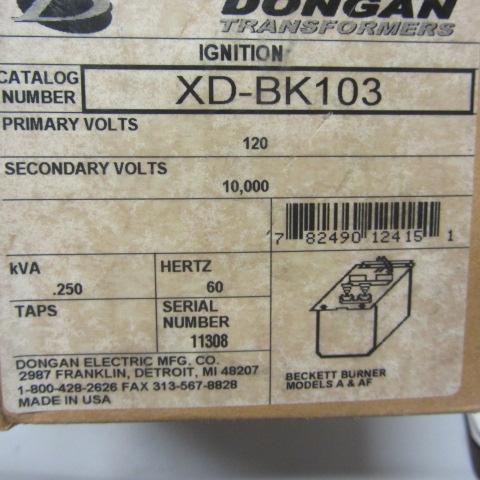 DONGAN
TRANSFORMERS
IGNITION
CATALOG NUMBER XD-BK103
PRIMARY VOLTS
120
SECONDARY VOLTS
10,000
7 82490 12415 1
kVA
.250
HERTZ
60
TAPS
SERIAL NUMBER
11308
DONGAN ELECTRIC MFG. CO.
2987 FRANKLIN, DETROIT, MI 48207
1-800-428-2626 FAX 313-567-8828
MADE IN USA
BECKETT BURNER
MODELS A & AF